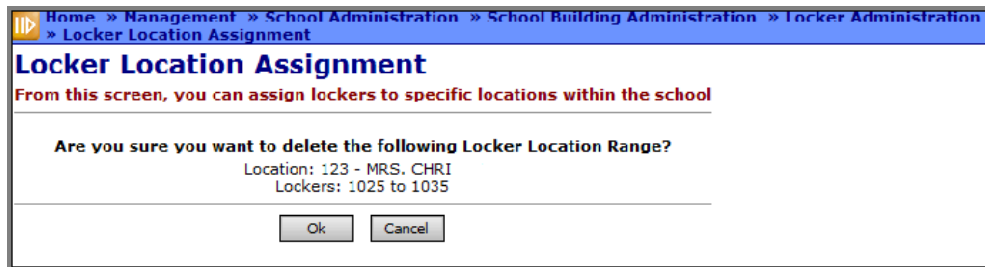 Home » Management » School Administration » School Building Administration » Locker Administration
» Locker Location Assignment
Locker Location Assignment
From this screen, you can assign lockers to specific locations within the school
Are you sure you want to delete the following Locker Location Range?
Location: 123 - MRS. CHRI
Lockers: 1025 to 1035
Ok Cancel